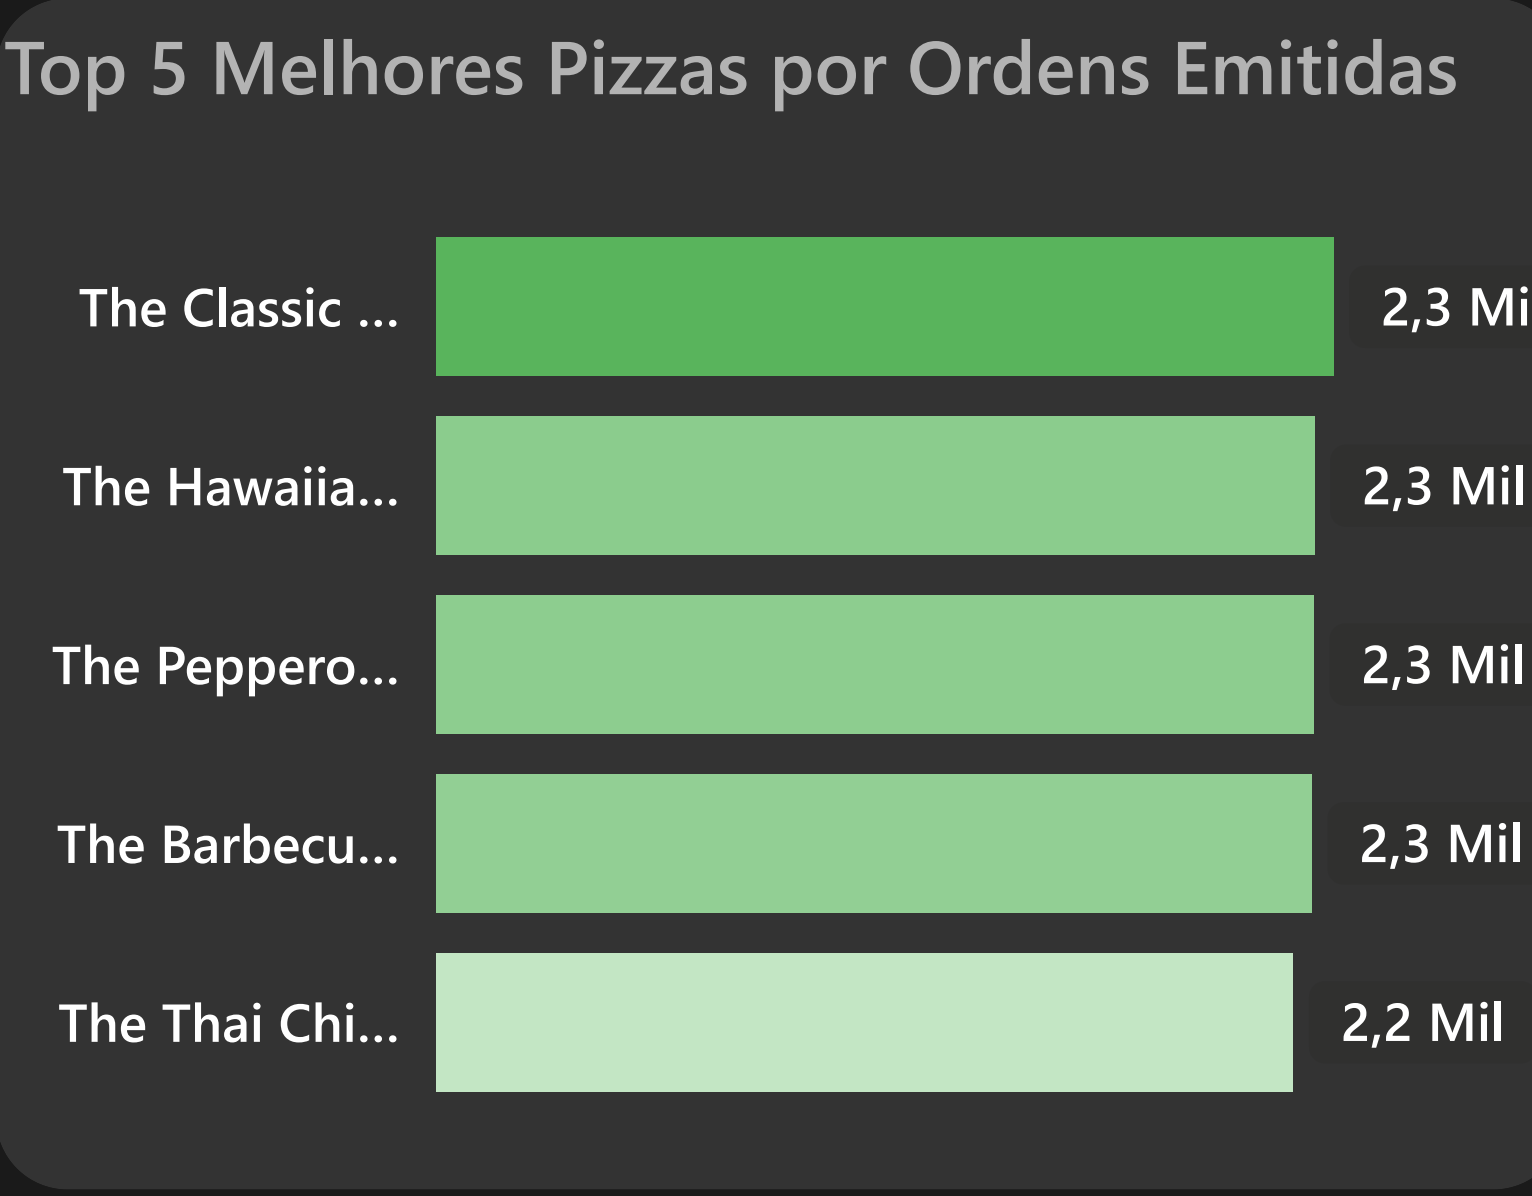 Top 5 Melhores Pizzas por Ordens Emitidas
The Classic ... 2,3 Mi
The Hawaiia... 2,3 Mil
The Peppero... 2,3 Mil
The Barbecu... 2,3 Mil
The Thai Chi... 2,2 Mil